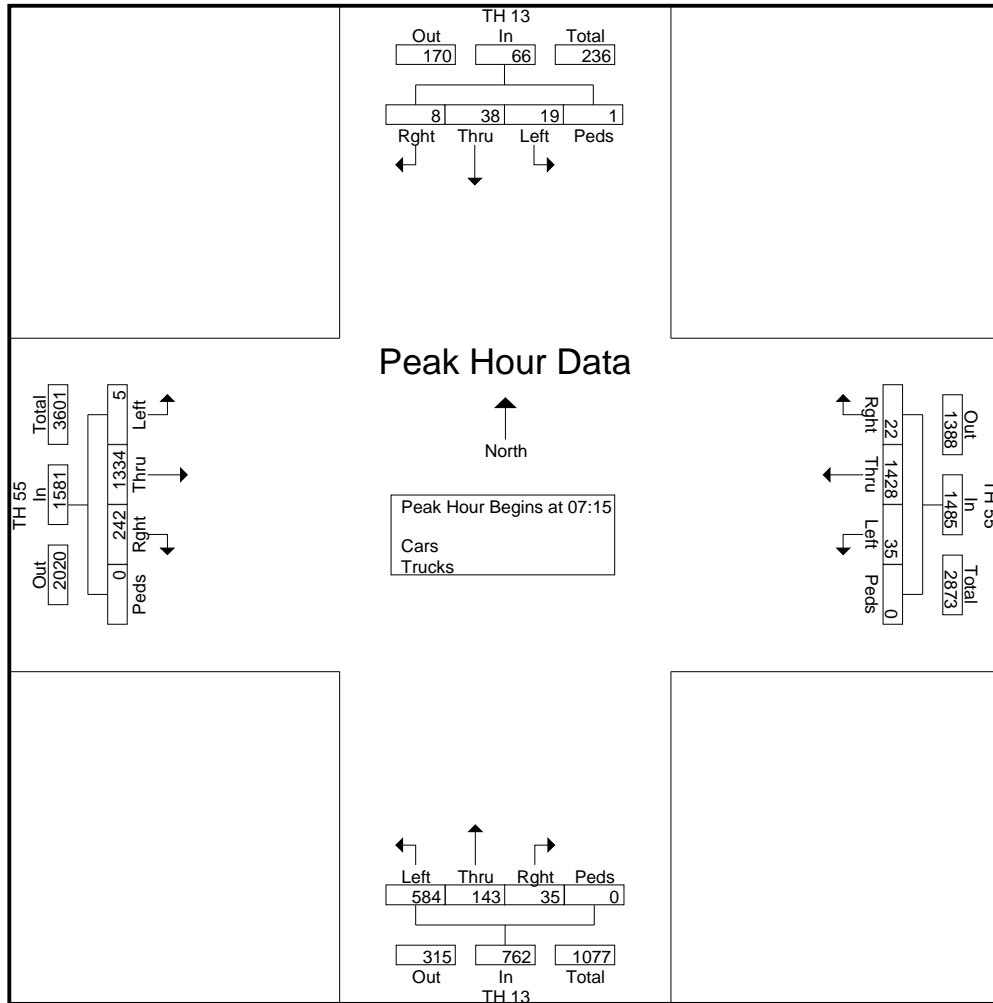 TH 13
Out In Total
170 66 236
8 38 19 1
Rght Thru Left Peds
Peak Hour Data
North
Peak Hour Begins at 07:15
Cars
Trucks
TH 55
Total In Out
3601 1581 2020
5 1334 242 0
Left Thru Rght Peds
TH 55
Out In Total
1388 1485 2873
22 1428 35 0
Rght Thru Left Peds
Left Thru Rght Peds
584 143 35 0
315 762 1077
Out In Total
TH 13